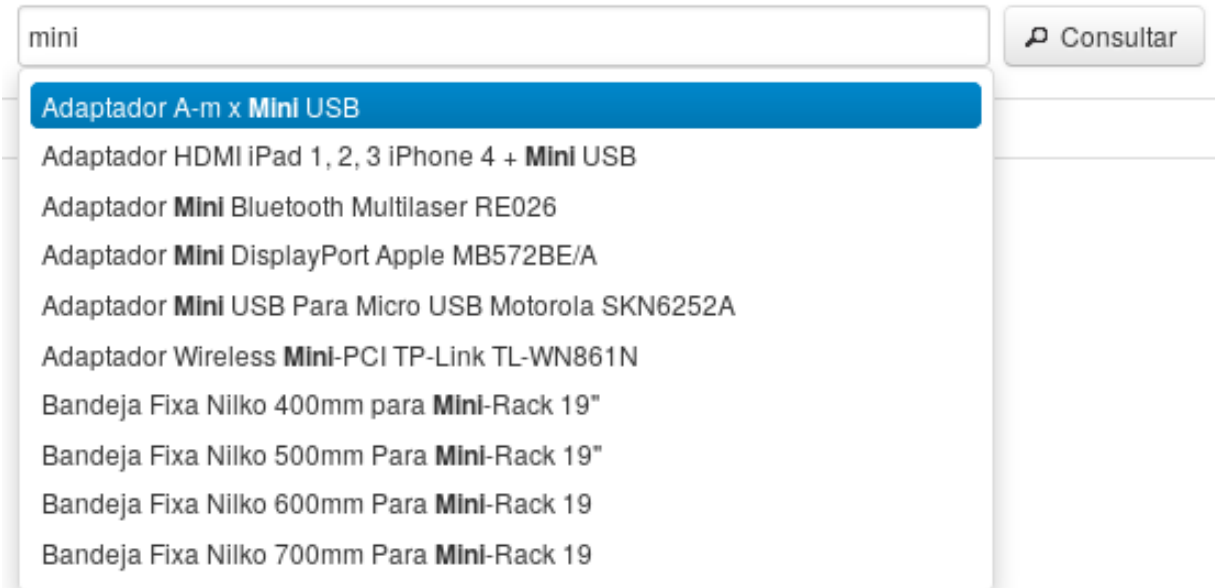 mini
Consultar
Adaptador A-m x Mini USB
Adaptador HDMI iPad 1, 2, 3 iPhone 4 + Mini USB
Adaptador Mini Bluetooth Multilaser RE026
Adaptador Mini DisplayPort Apple MB572BE/A
Adaptador Mini USB Para Micro USB Motorola SKN6252A
Adaptador Wireless Mini-PCI TP-Link TL-WN861N
Bandeja Fixa Nilko 400mm para Mini-Rack 19"
Bandeja Fixa Nilko 500mm Para Mini-Rack 19"
Bandeja Fixa Nilko 600mm Para Mini-Rack 19
Bandeja Fixa Nilko 700mm Para Mini-Rack 19